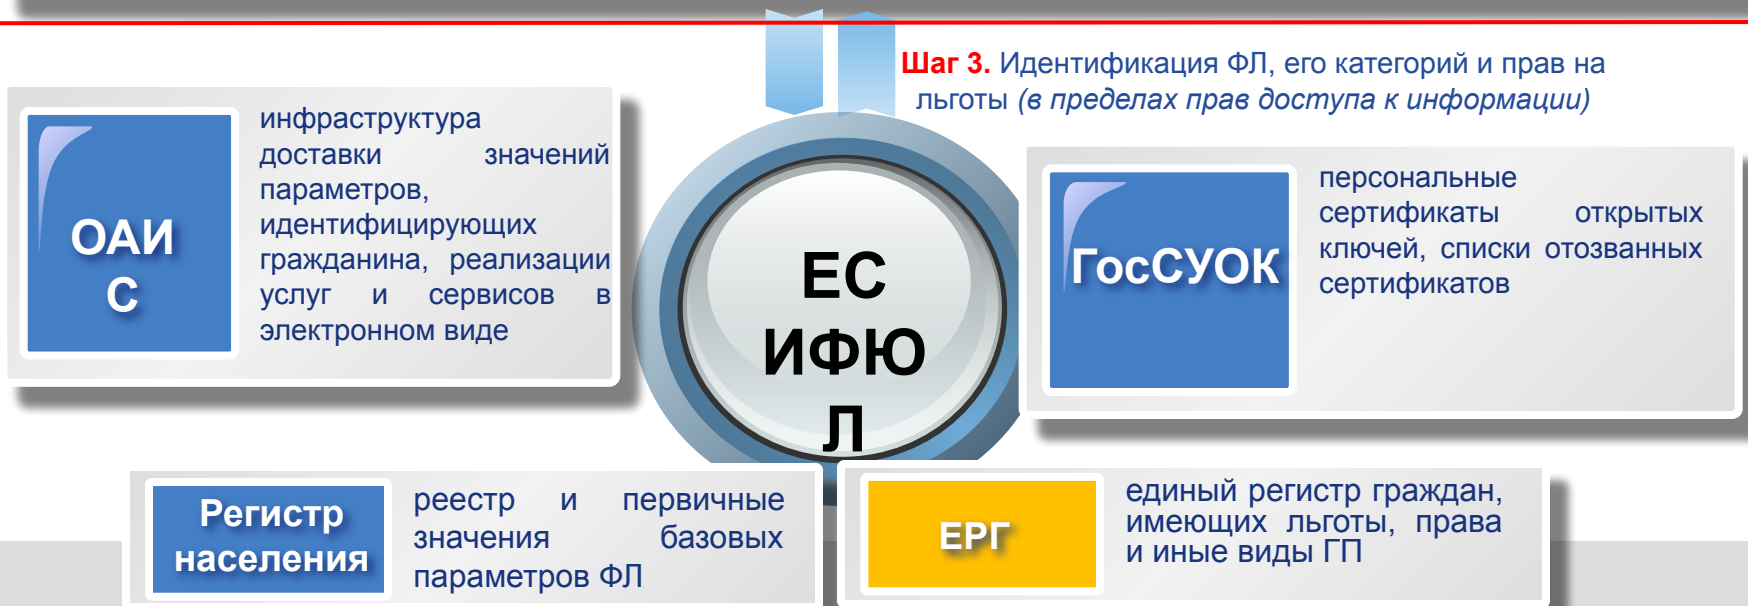 Шаг 3. Идентификация ФЛ, его категорий и прав на
льготы (в пределах прав доступа к информации)
ОАИ
С
инфраструктура
доставки значений
параметров,
идентифицирующих
гражданина, реализации
услуг и сервисов в
электронном виде
ЕС
ИФЮ
Л
ГосСУОК
персональные
сертификаты открытых
ключей, списки отозванных
сертификатов
Регистр
населения
реестр и первичные
значения базовых
параметров ФЛ
ЕРГ
единый регистр граждан,
имеющих льготы, права
и иные виды ГП